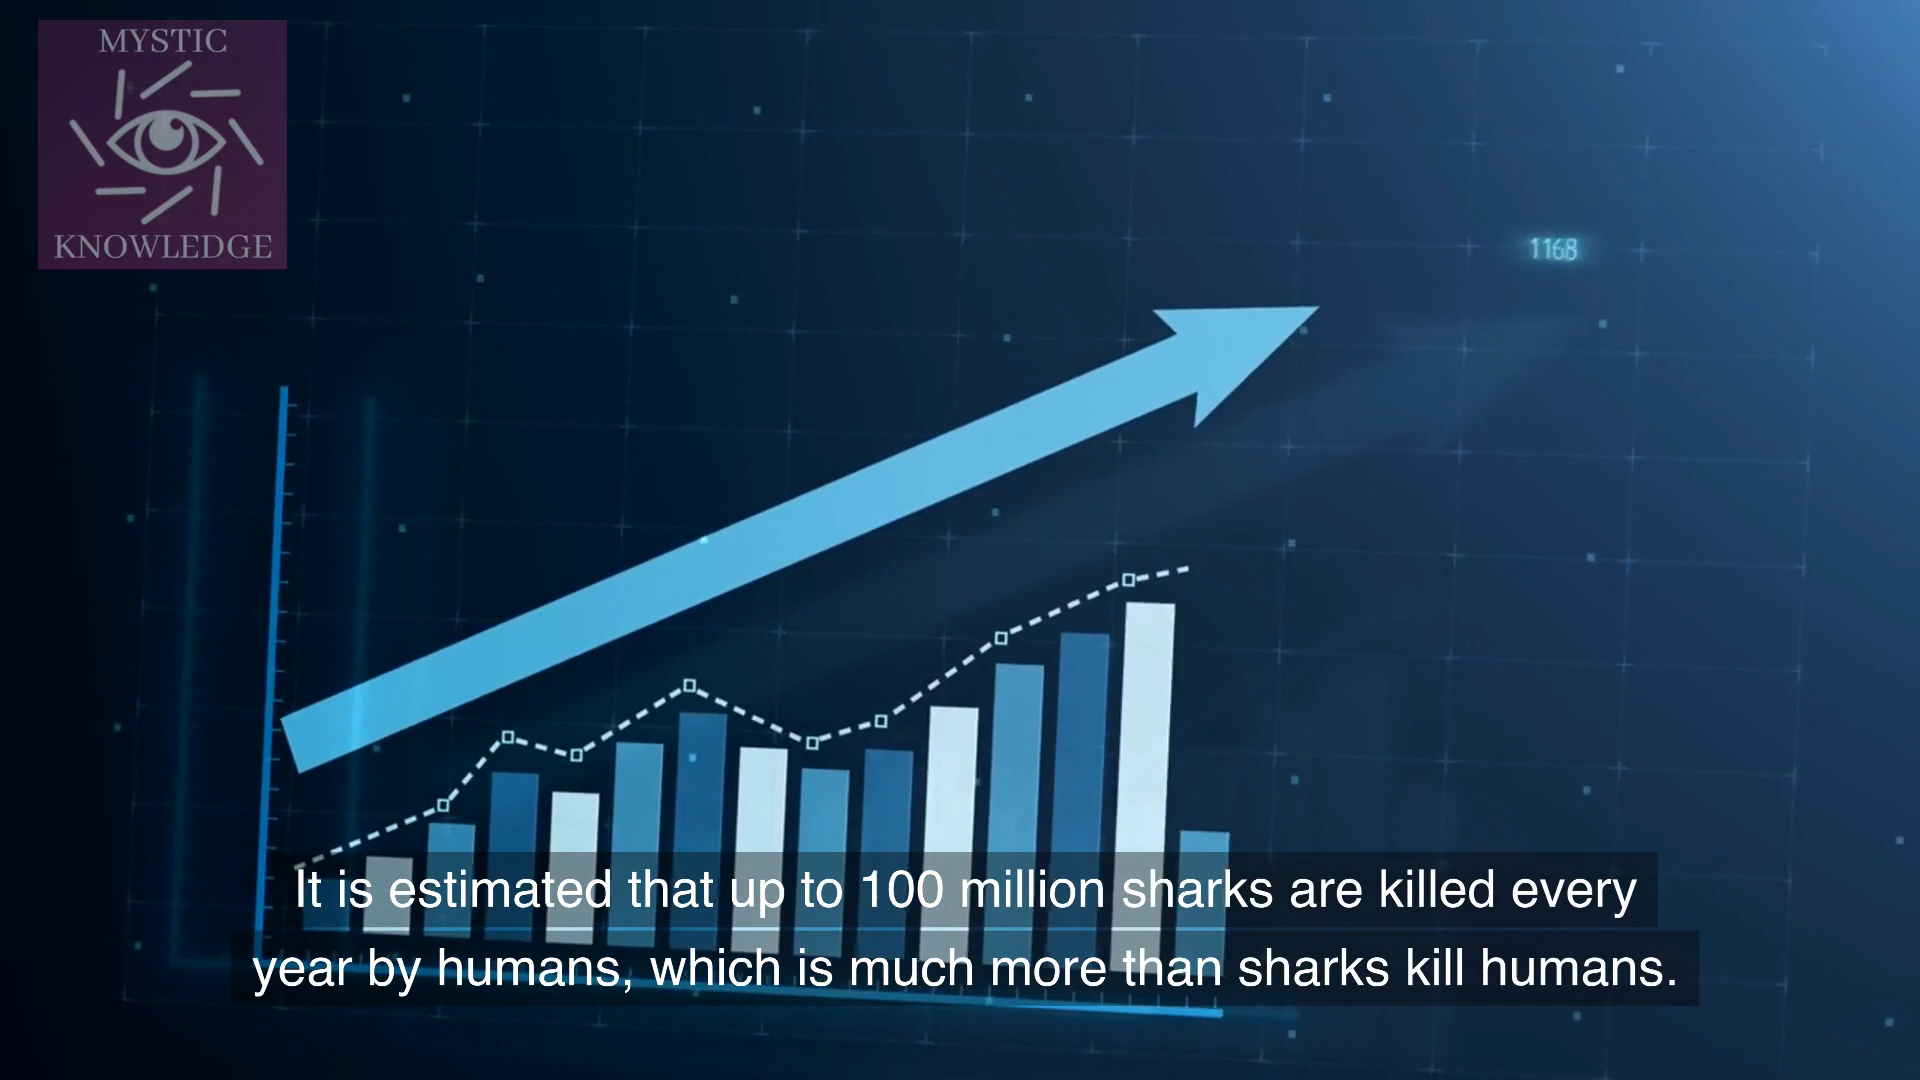 MYSTIC
KNOWLEDGE
1168
It is estimated that up to 100 million sharks are killed every
year by humans, which is much more than sharks kill humans.